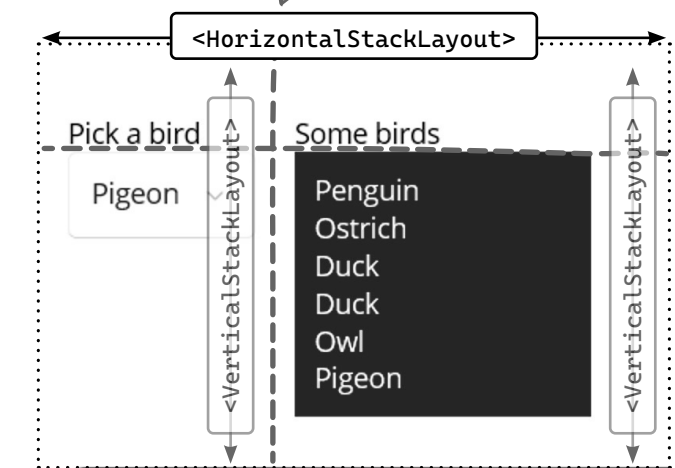 <HorizontalStackLayout>
Pick a bird
Pigeon
<VerticalStackLayout>
Some birds
Penguin
Ostrich
Duck
Duck
Owl
Pigeon
<VerticalStackLayout>